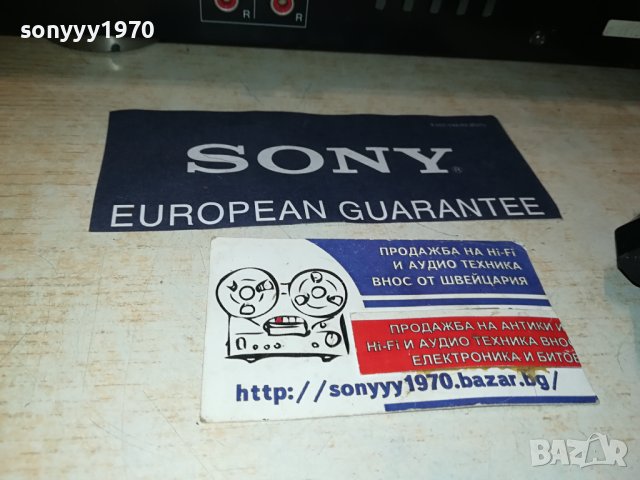 sonyyy1970
R
R
SONY®
EUROPEAN GUARANTEE
ПРОДАЖБА НА Hi-Fi
И АУДИО ТЕХНИКА
ВНОС ОТ ШВЕЙЦАРИЯ
ПРОДАЖБА НА АНТИКИ И
Hi-Fi И АУДИО ТЕХНИКА ВНОС
ЕЛЕКТРОНИКА И БИТОВ
http://sonyyy1970.bazar.bg/
BAZAR
sonyyy1970